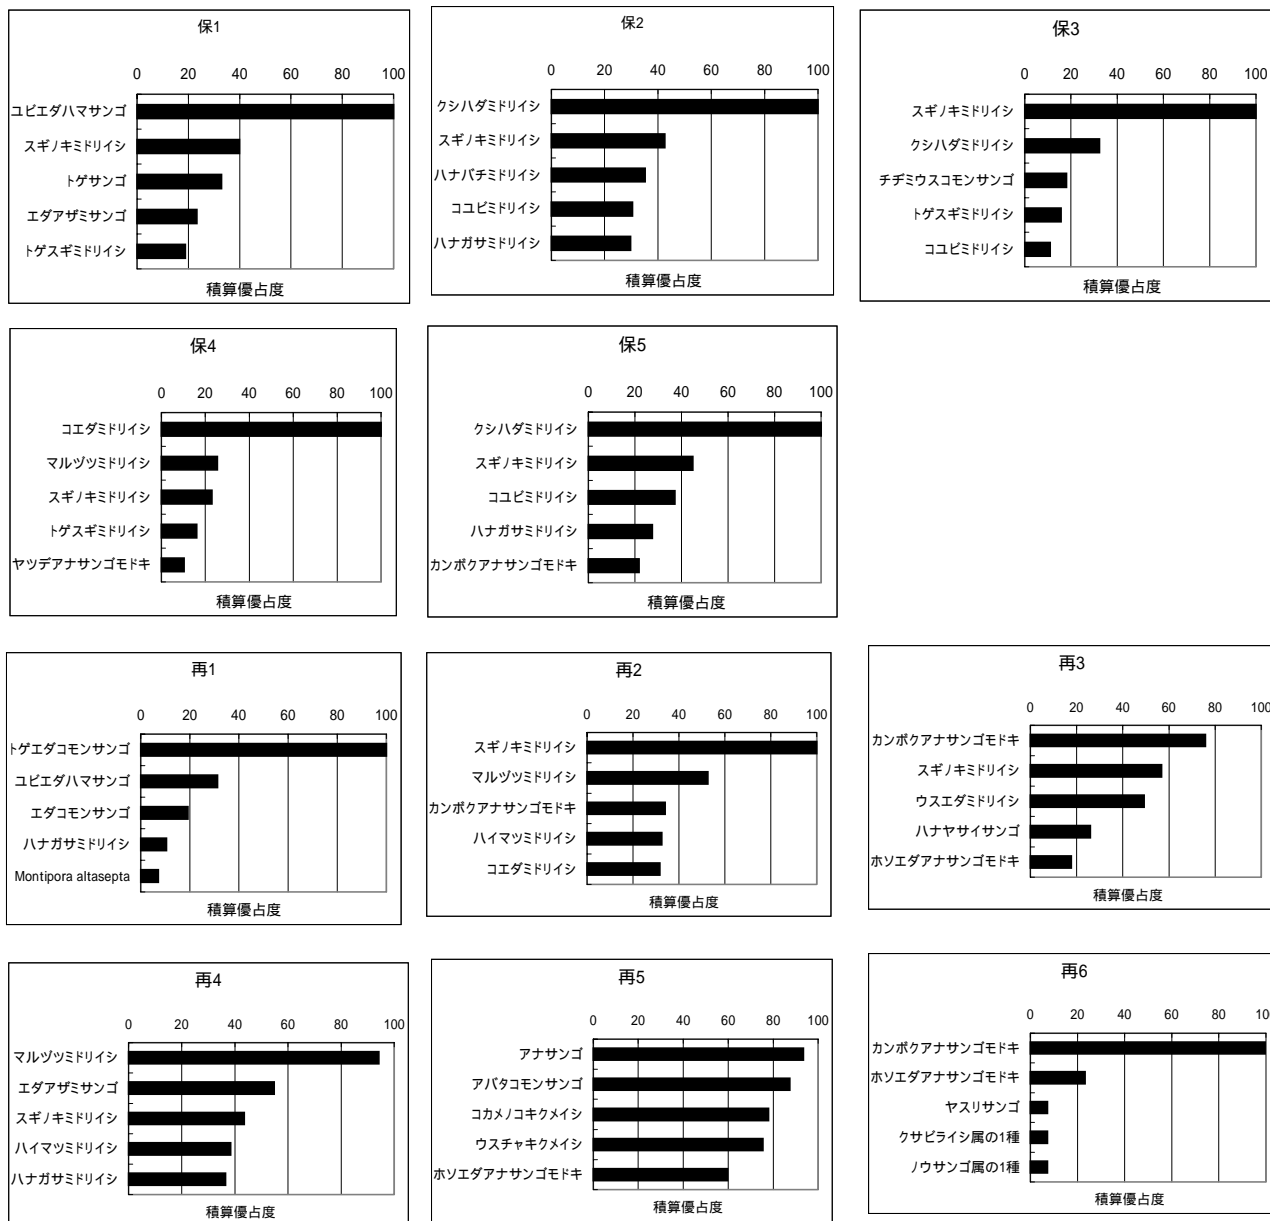 保1
0 20 40 60 80 100
ユビエダハマサンゴ
スギノキミドリイシ
トゲサンゴ
エダアザミサンゴ
トゲスギミドリイシ
積算優占度
保2
0 20 40 60 80 100
クシハダミドリイシ
スギノキミドリイシ
ハナバチミドリイシ
コユビミドリイシ
ハナガサミドリイシ
積算優占度
保3
0 20 40 60 80 100
スギノキミドリイシ
クシハダミドリイシ
チヂミウスコモンサンゴ
トゲスギミドリイシ
コユビミドリイシ
積算優占度
保4
0 20 40 60 80 100
コエダミドリイシ
マルヅツミドリイシ
スギノキミドリイシ
トゲスギミドリイシ
ヤツデアナサンゴモドキ
積算優占度
保5
0 20 40 60 80 100
クシハダミドリイシ
スギノキミドリイシ
コユビミドリイシ
ハナガサミドリイシ
カンボクアナサンゴモドキ
積算優占度
再1
0 20 40 60 80 100
トゲエダコモンサンゴ
ユビエダハマサンゴ
エダコモンサンゴ
ハナガサミドリイシ
Montipora altasepta
積算優占度
再2
0 20 40 60 80 100
スギノキミドリイシ
マルヅツミドリイシ
カンボクアナサンゴモドキ
ハイマツミドリイシ
コエダミドリイシ
積算優占度
再3
0 20 40 60 80 100
カンボクアナサンゴモドキ
スギノキミドリイシ
ウスエダミドリイシ
ハナヤサイサンゴ
ホソエダアナサンゴモドキ
積算優占度
再4
0 20 40 60 80 100
マルヅツミドリイシ
エダアザミサンゴ
スギノキミドリイシ
ハイマツミドリイシ
ハナガサミドリイシ
積算優占度
再5
0 20 40 60 80 100
アナサンゴ
アバタコモンサンゴ
コカメノコキクメイシ
ウスチャキクメイシ
ホソエダアナサンゴモドキ
積算優占度
再6
0 20 40 60 80 100
カンボクアナサンゴモドキ
ホソエダアナサンゴモドキ
ヤスリサンゴ
クサビライシ属の1種
ノウサンゴ属の1種
積算優占度